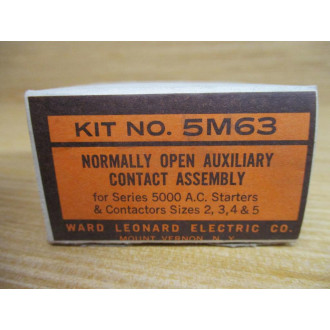 KIT NO. 5M63
NORMALLY OPEN AUXILIARY
CONTACT ASSEMBLY
for Series 5000 A.C. Starters
& Contactors Sizes 2, 3, 4 & 5
WARD LEONARD ELECTRIC CO.
MOUNT VERNON, N. Y.